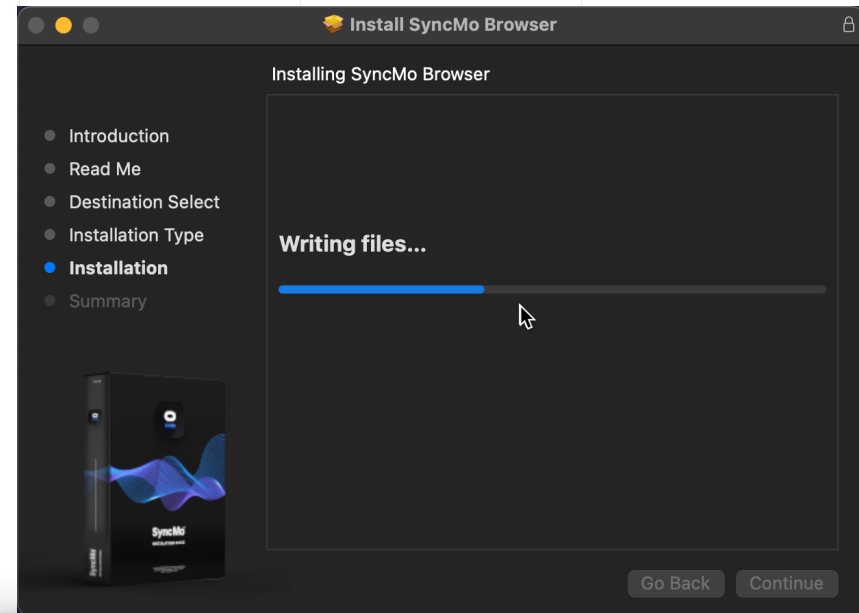 Install SyncMo Browser
Installing SyncMo Browser
Introduction
Read Me
Destination Select
Installation Type
Installation
Summary
Writing files...
SyncMo
SyncMo
Go Back
Continue